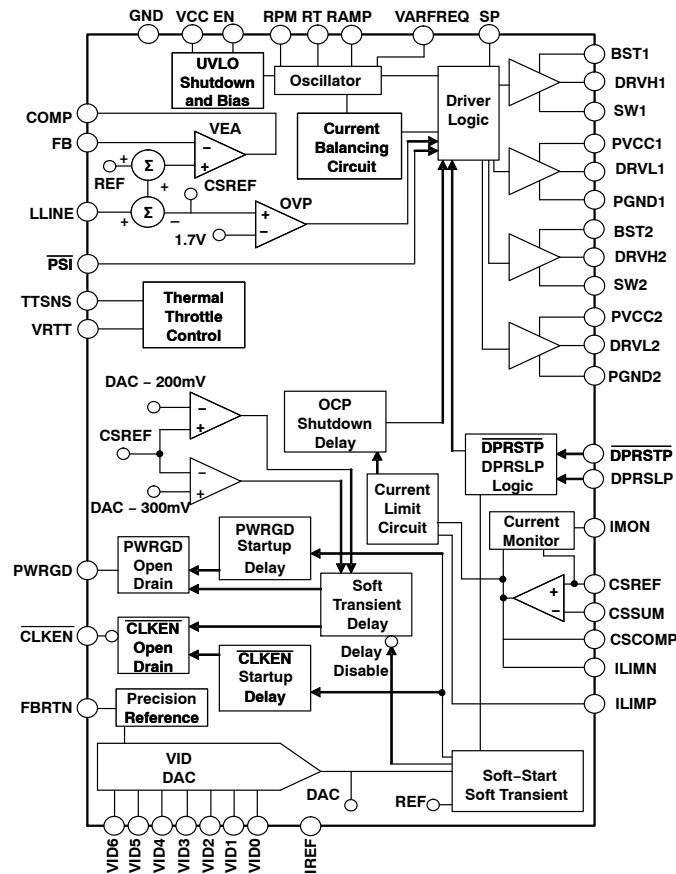 GND VCC EN RPM RT RAMP VARFREQ SP
UVLO
Shutdown
and Bias
Oscillator
Driver
Logic
BST1
DRVH1
SW1
COMP
FB
VEA
−
+
Current
Balancing
Circuit
PVCC1
DRVL1
PGND1
+
Σ
REF
+
CSREF
OVP
LLINE
+
Σ
−
+
−
1.7V
BST2
DRVH2
SW2
PSI
TTSNS
VRTT
Thermal
Throttle
Control
PVCC2
DRVL2
PGND2
DAC − 200mV
−
+
CSREF
−
+
DAC − 300mV
OCP
Shutdown
Delay
DPRSTP
DPRSLP
Logic
DPRSTP
DPRSLP
Current
Limit
Circuit
Current
Monitor
IMON
PWRGD
PWRGD
Open
Drain
PWRGD
Startup
Delay
Soft
Transient
Delay
+
−
CSREF
CSSUM
CLKEN
CLKEN
Open
Drain
CLKEN
Startup
Delay
Delay
Disable
CSCOMP
ILIMN
ILIMP
FBRTN
Precision
Reference
VID
DAC
DAC
REF
Soft−Start
Soft Transient
VID6
VID5
VID4
VID3
VID2
VID1
VID0
IREF